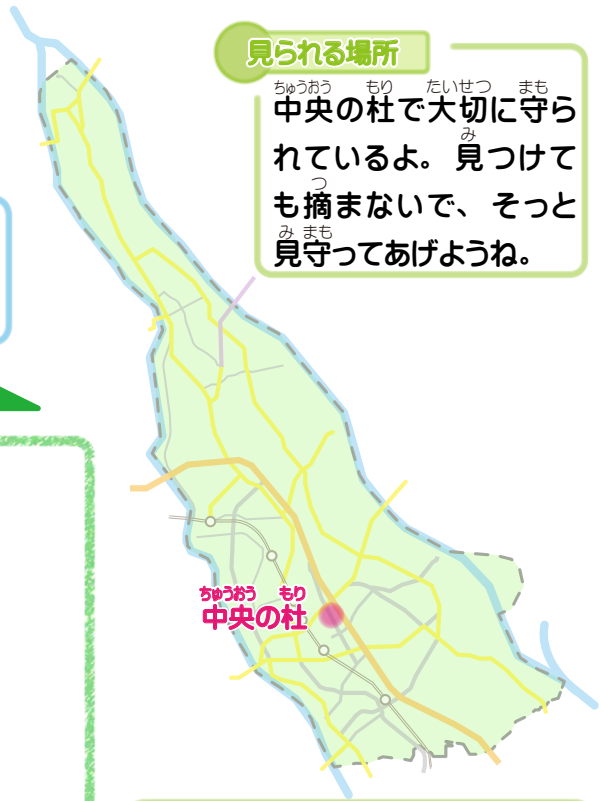 見られる場所
ちゅうおう もり たいせつ まも
中央の杜で大切に守ら
み
れているよ。見つけて
つ
も摘まないで、そっと
み まも
見守ってあげようね。
ちゅうおう もり
中央の杜